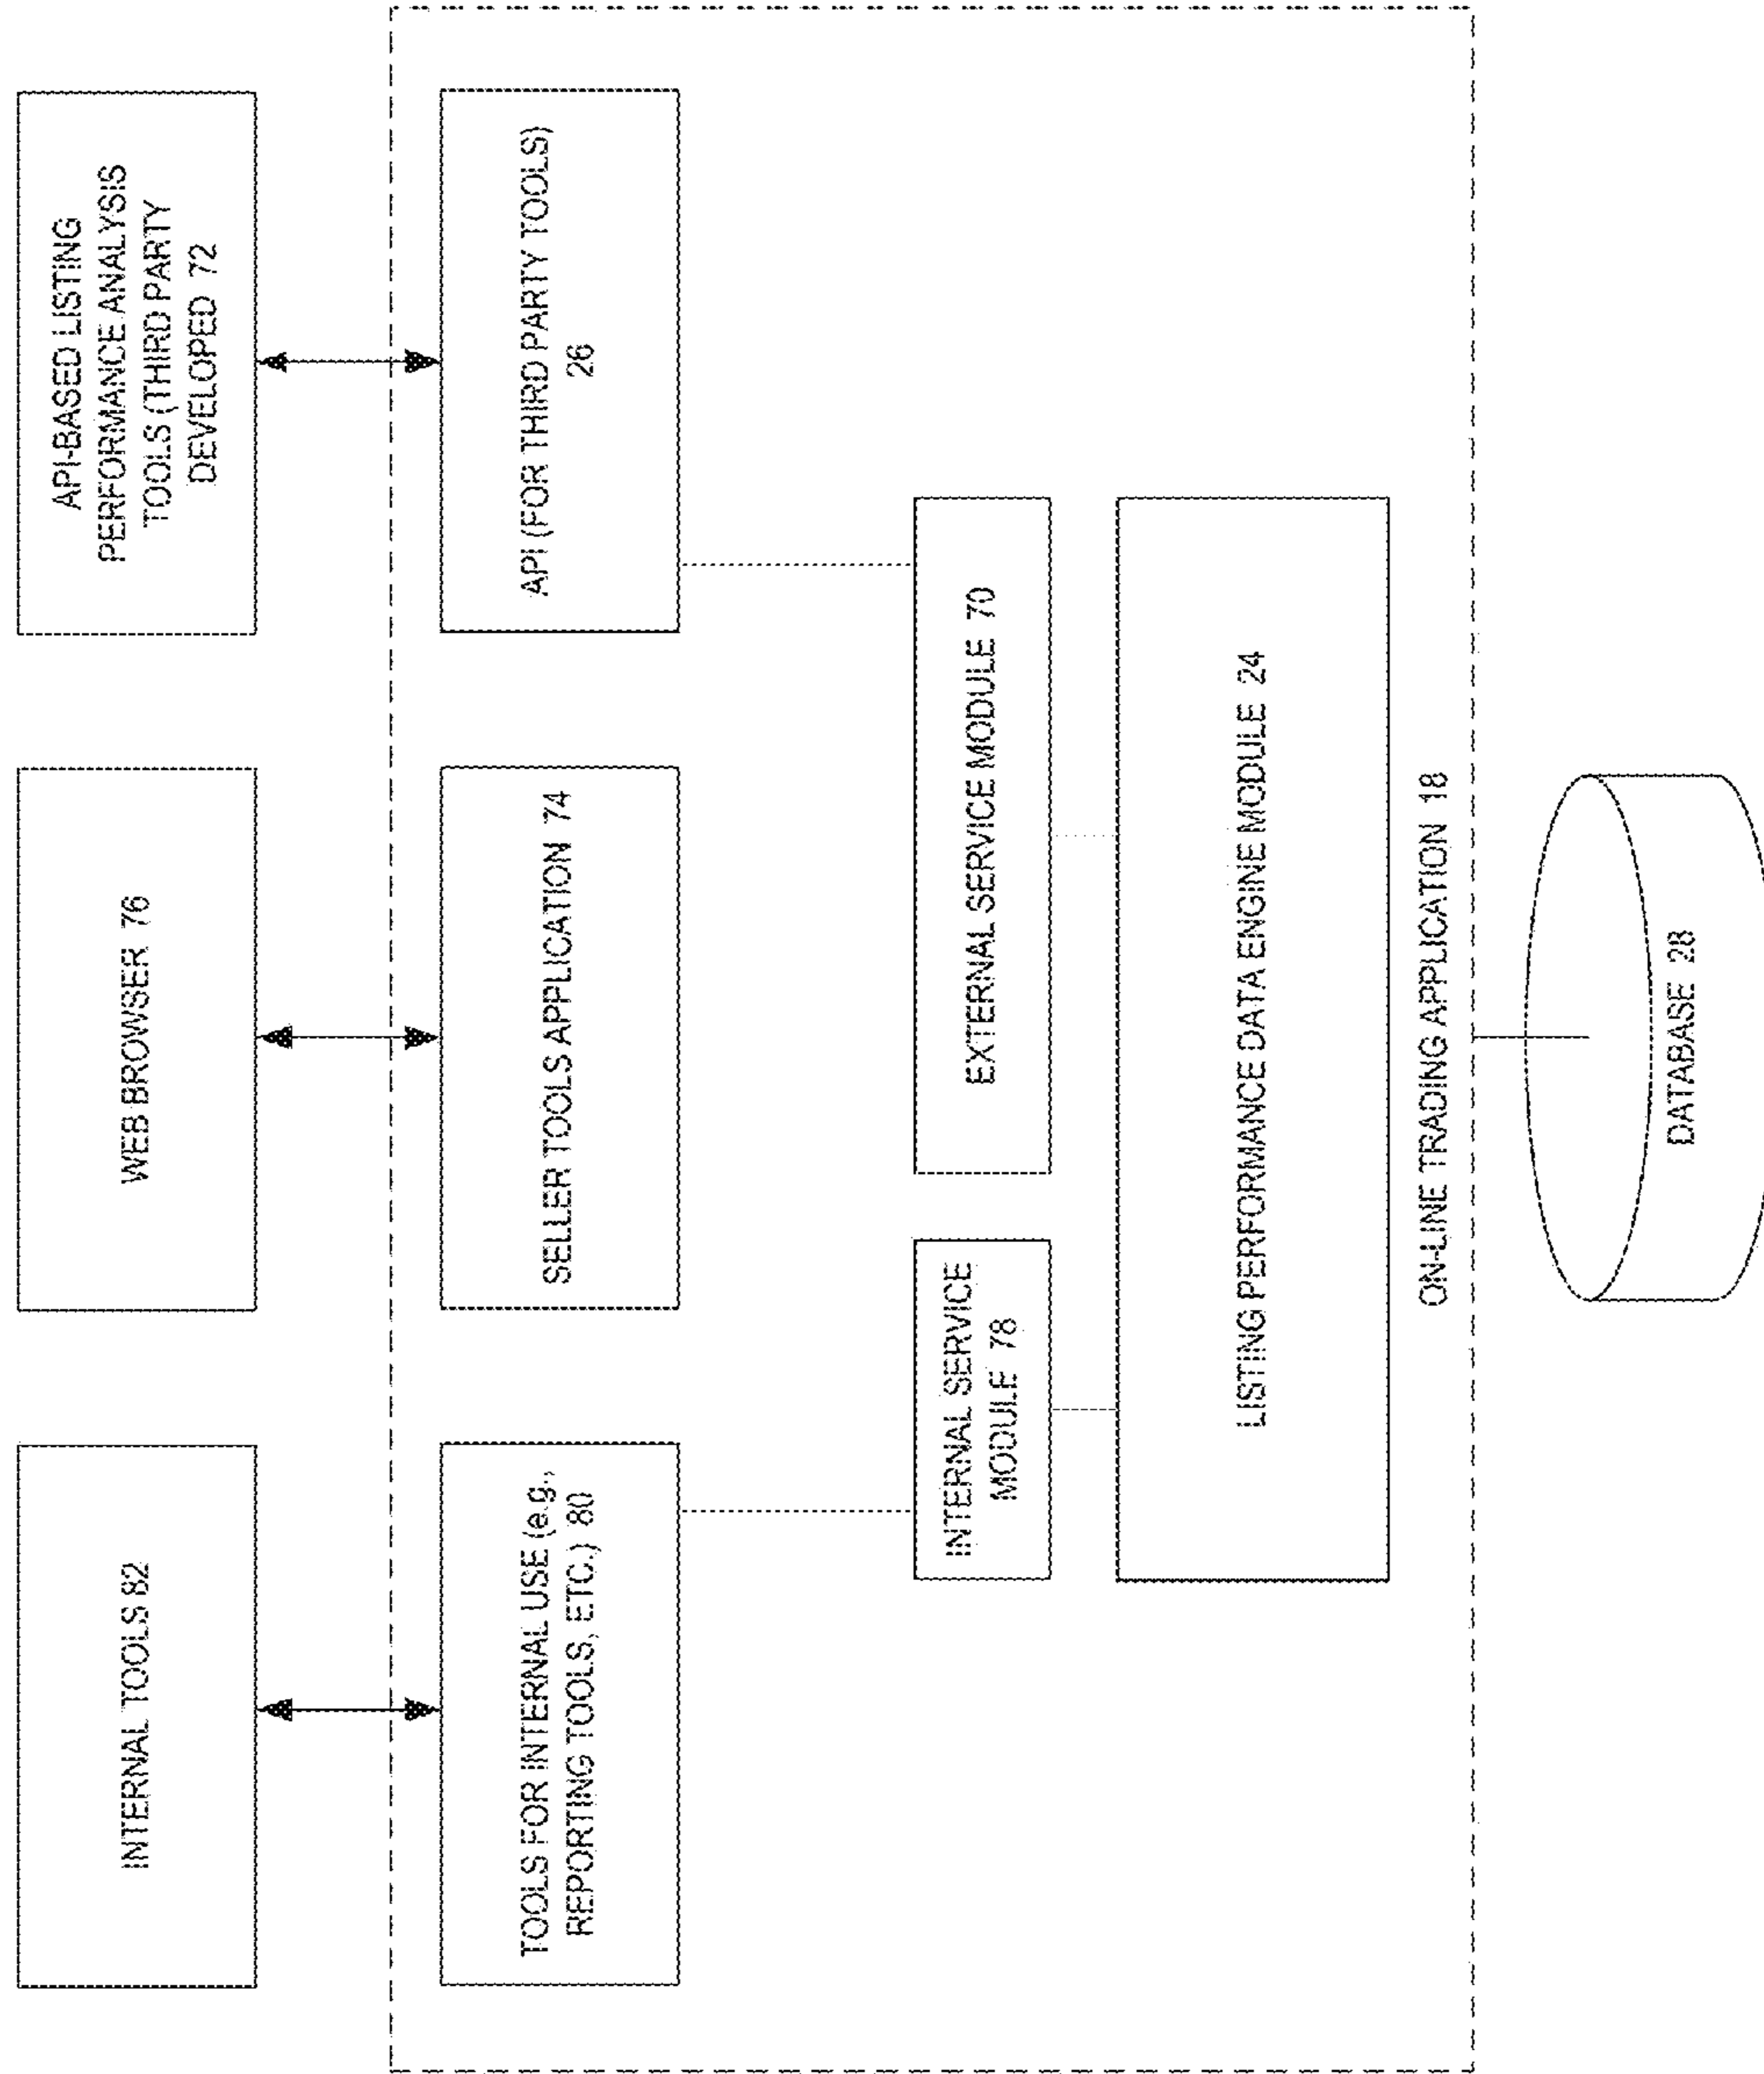 INTERNAL TOOLS 82
WEB BROWSER 76
API-BASED LISTING
PERFORMANCE ANALYSIS
TOOLS (THIRD PARTY
DEVELOPED 72
TOOLS FOR INTERNAL USE (e.g.,
REPORTING TOOLS, ETC.) 80
SELLER TOOLS APPLICATION 74
API (FOR THIRD PARTY TOOLS)
26
INTERNAL SERVICE
MODULE 78
EXTERNAL SERVICE MODULE 70
LISTING PERFORMANCE DATA ENGINE MODULE 24
ON-LINE TRADING APPLICATION 18
DATABASE 28